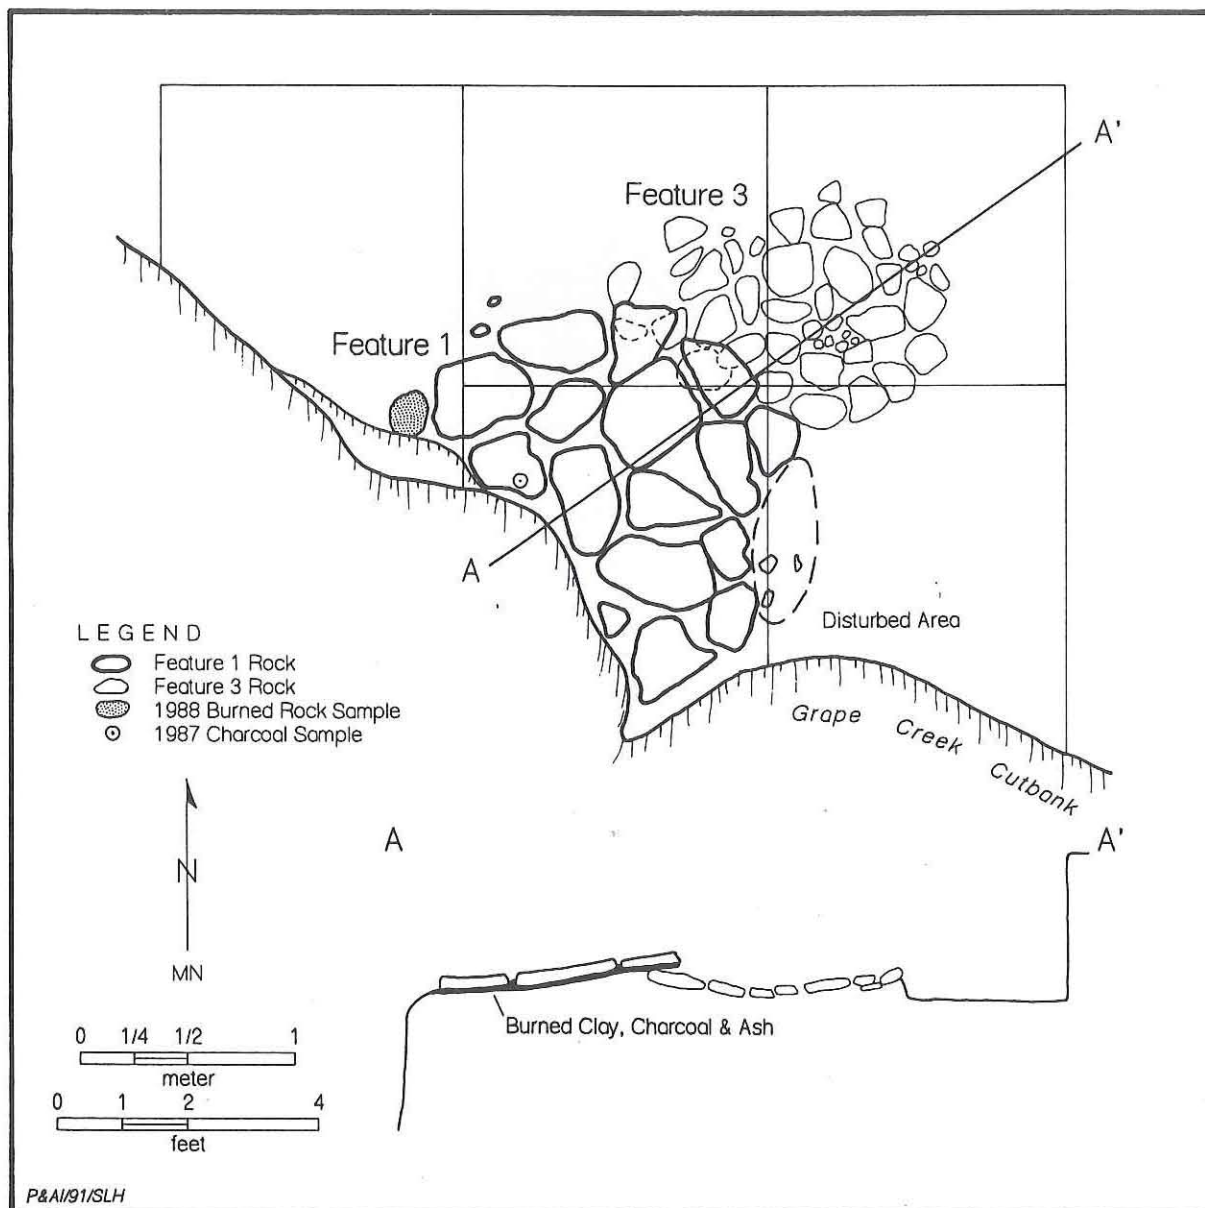 A'
Feature 3
Feature 1
A
Disturbed Area
LEGEND
Feature 1 Rock
Feature 3 Rock
1988 Burned Rock Sample
1987 Charcoal Sample
Grape Creek Cutbank
N
MN
A
A'
Burned Clay, Charcoal & Ash
0 1/4 1/2 1
meter
0 1 2 4
feet
P&AI/91/SLH